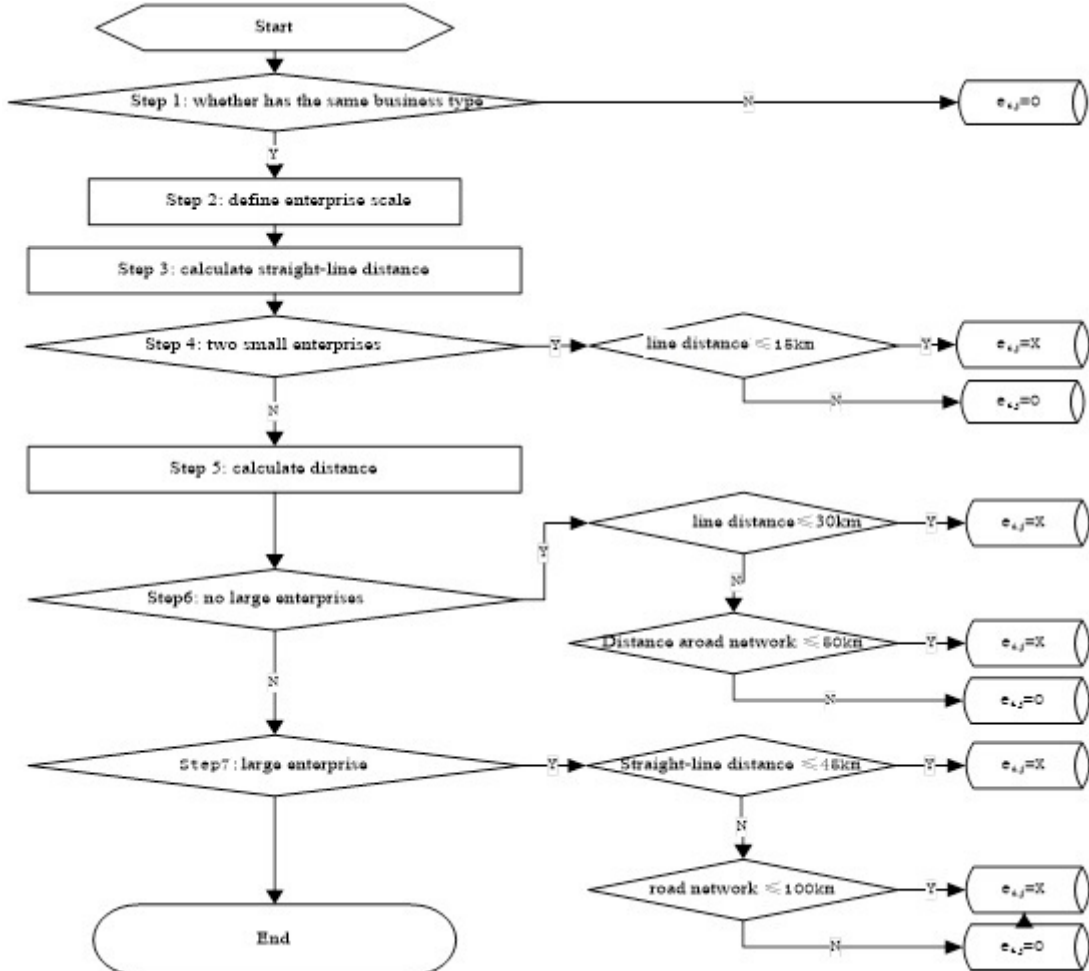 Start
Step 1: whether has the same business type
N
e_{i,j}=0
Y
Step 2: define enterprise scale
Step 3: calculate straight-line distance
Step 4: two small enterprises
Y
line distance ≤15km
Y
e_{i,j}=X
N
e_{i,j}=0
N
Step 5: calculate distance
line distance≤30km
Y
e_{i,j}=X
Y
N
Step6: no large enterprises
Distance aroad network ≤50km
Y
e_{i,j}=X
N
N
e_{i,j}=0
Step7: large enterprise
Y
Straight-line distance ≤45km
Y
e_{i,j}=X
N
road network ≤100km
Y
e_{i,j}=X
End
N
e_{i,j}=0